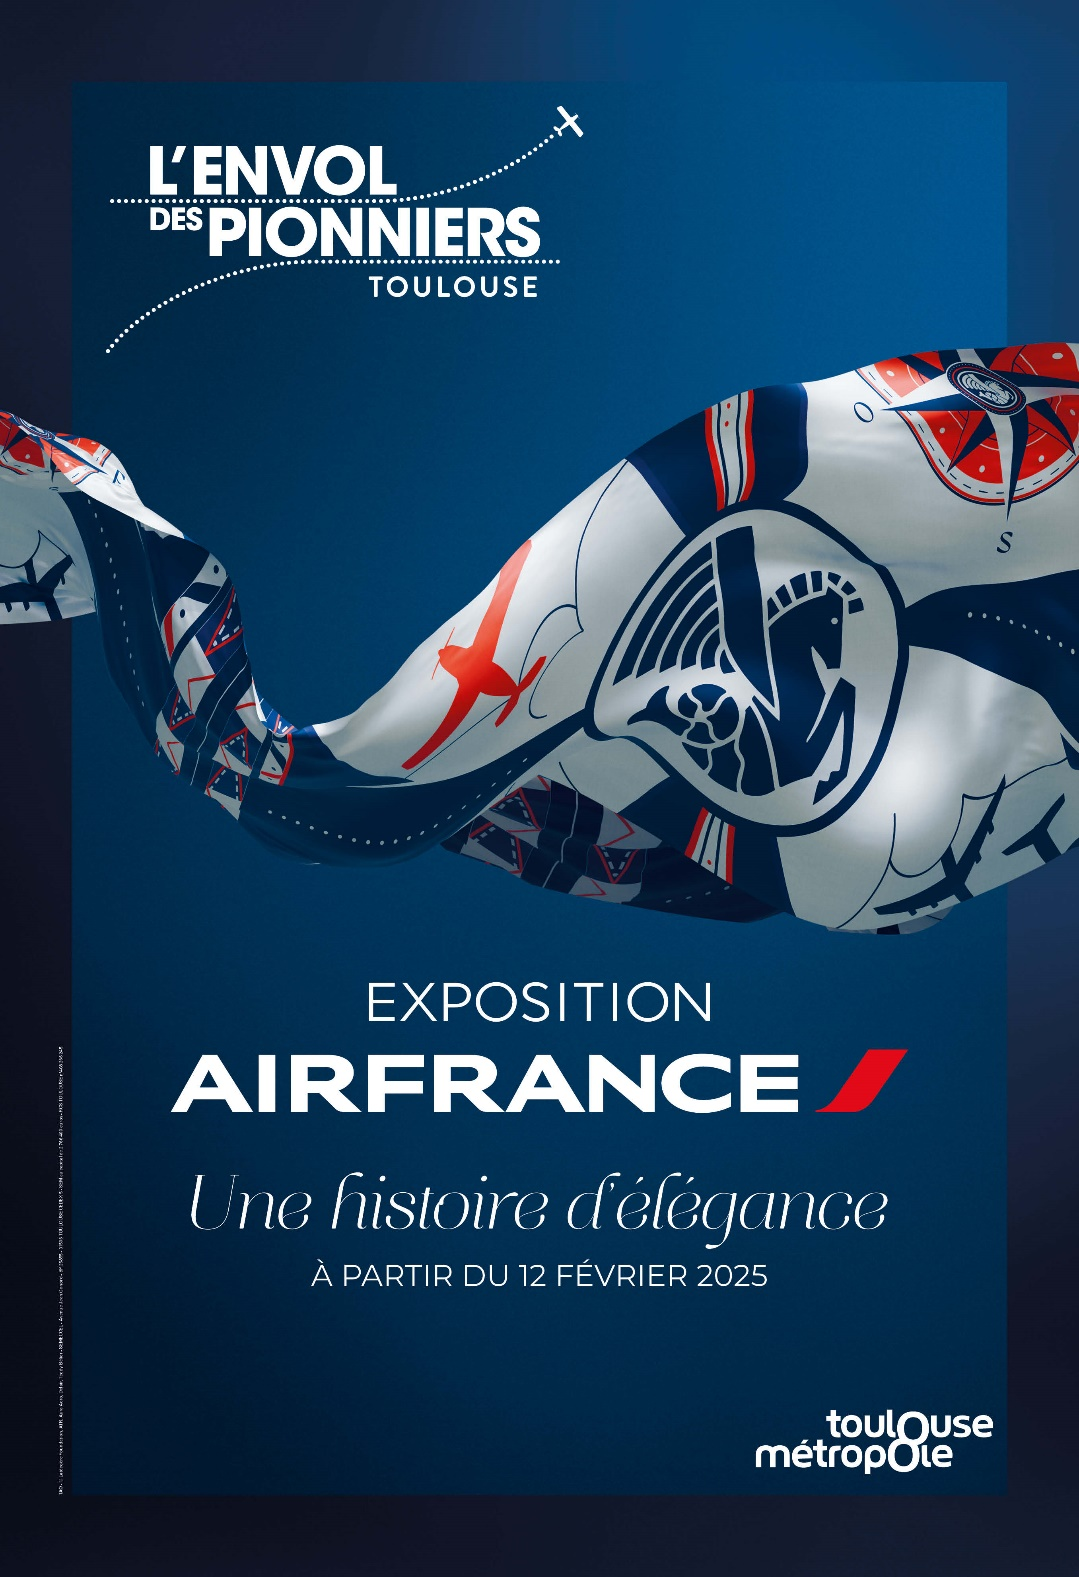 L'ENVOL
DES PIONNIERS
TOULOUSE
O
S
EXPOSITION
AIRFRANCE
Une histoire d'élégance
À PARTIR DU 12 FÉVRIER 2025
toulOuse
métropOle